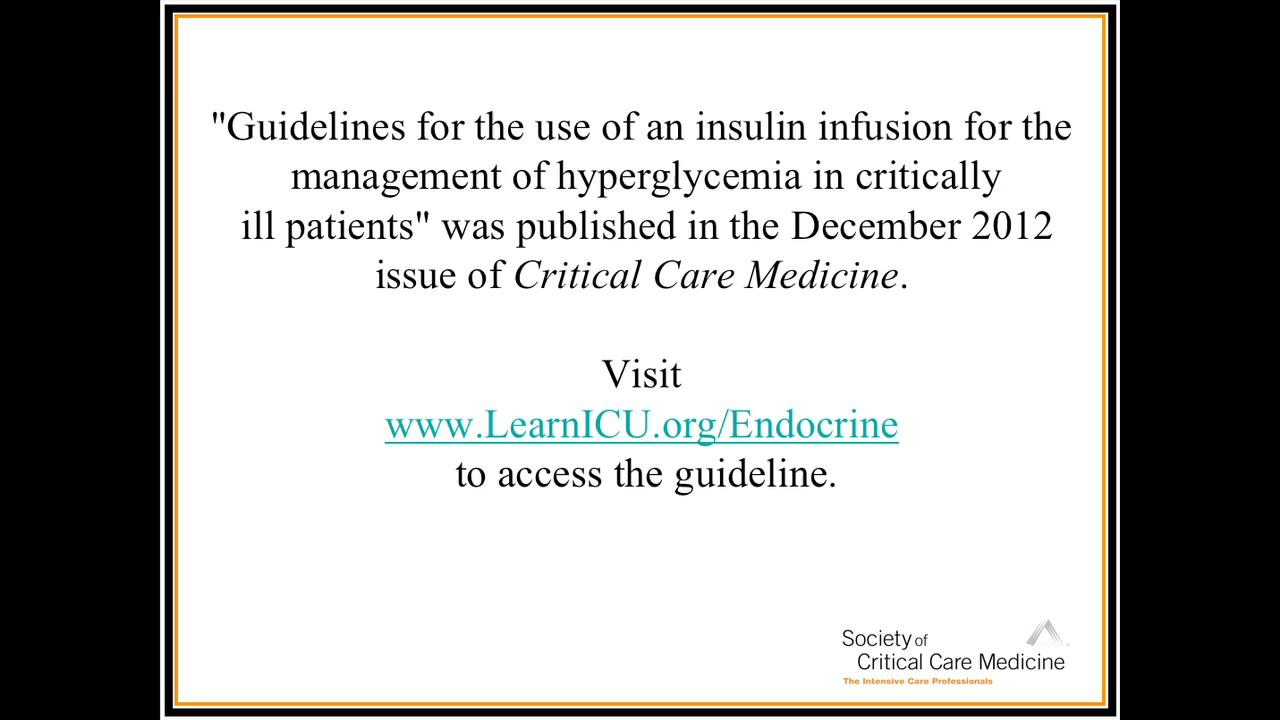 "Guidelines for the use of an insulin infusion for the
management of hyperglycemia in critically
ill patients" was published in the December 2012
issue of Critical Care Medicine.
Visit
www.LearnICU.org/Endocrine
to access the guideline.
Society of
Critical Care Medicine
The Intensive Care Professionals